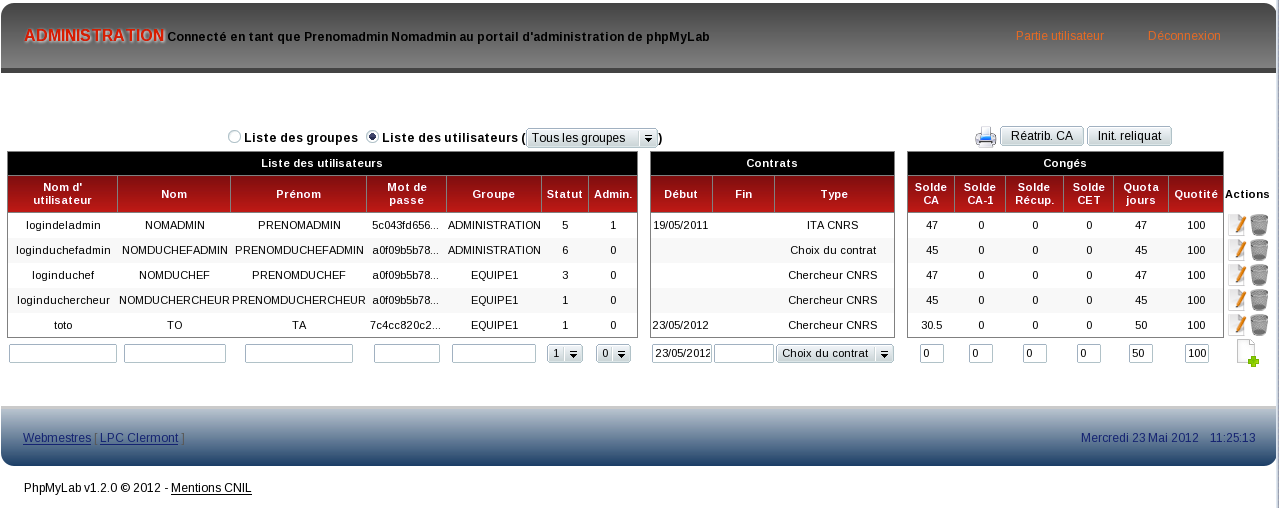 ADMINISTRATION Connecté en tant que Prenomadmin Nomadmin au portail d'administration de phpMyLab Partie utilisateur Déconnexion
Liste des groupes Liste des utilisateurs ( Tous les groupes ) Réatrib. CA Init. reliquat
Liste des utilisateurs Contrats Congés
Nom d' utilisateur Nom Prénom Mot de passe Groupe Statut Admin. Début Fin Type Solde CA Solde CA-1 Solde Récup. Solde CET Quota jours Quotité Actions
logindeladmin NOMADMIN PRENOMADMIN 5c043fd656... ADMINISTRATION 5 1 19/05/2011 ITA CNRS 47 0 0 0 47 100
loginduchefadmin NOMDUCHEFADMIN PRENOMDUCHEFADMIN a0f09b5b78... ADMINISTRATION 6 0 Choix du contrat 45 0 0 0 45 100
loginduchef NOMDUCHEF PRENOMDUCHEF a0f09b5b78... EQUIPE1 3 0 Chercheur CNRS 47 0 0 0 47 100
loginduchercheur NOMDUCHERCHEUR PRENOMDUCHERCHEUR a0f09b5b78... EQUIPE1 1 0 Chercheur CNRS 45 0 0 0 45 100
toto TO TA 7c4cc820c2... EQUIPE1 1 0 23/05/2012 Chercheur CNRS 30.5 0 0 0 50 100
1 0 23/05/2012 Choix du contrat 0 0 0 0 50 100
Webmestres [ LPC Clermont ] Mercredi 23 Mai 2012 11:25:13
PhpMyLab v1.2.0 © 2012 - Mentions CNIL